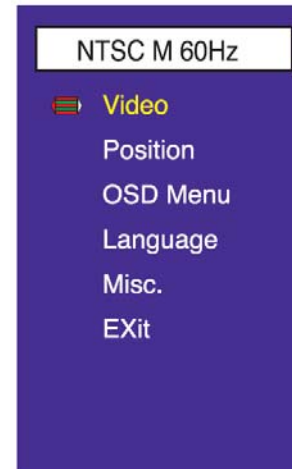 NTSC M 60Hz
Video
Position
OSD Menu
Language
Misc.
EXit